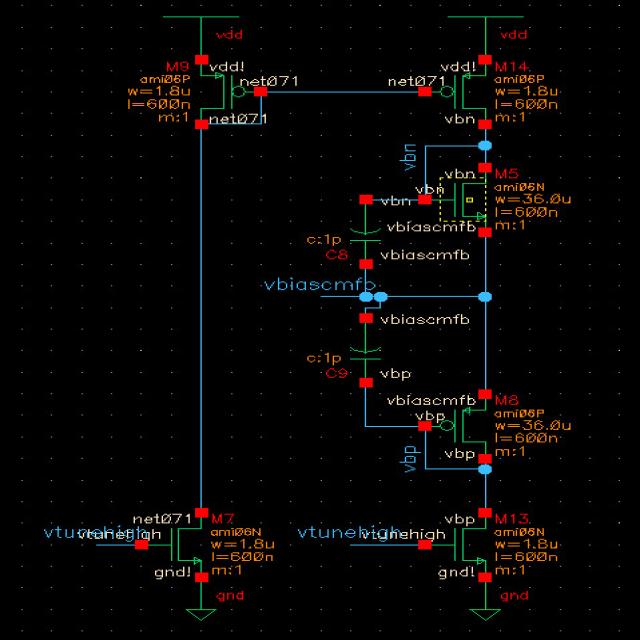 vdd
vdd
M9
vdd!
vdd!
M14
ami06P
net071
net071
ami06P
w=1.8u
w=1.8u
l=600n
l=600n
m:1
net071
vbn
m:1
vbn
vbn
M5
vbn
vbn
ami06N
w=36.0u
l=600n
m:1
vbiascmfb
c:1p
C8
vbiascmfb
vbiascmfb
vbiascmfb
c:1p
C9
vbp
vbiascmfb
M8
vbp
ami06P
w=36.0u
l=600n
vbp
vbp
m:1
net071
M7
vbp
M13
vtunehigh
vtunehigh
ami06N
vtunehigh
vtunehigh
ami06N
w=1.8u
w=1.8u
l=600n
l=600n
gnd!
m:1
gnd!
m:1
gnd
gnd